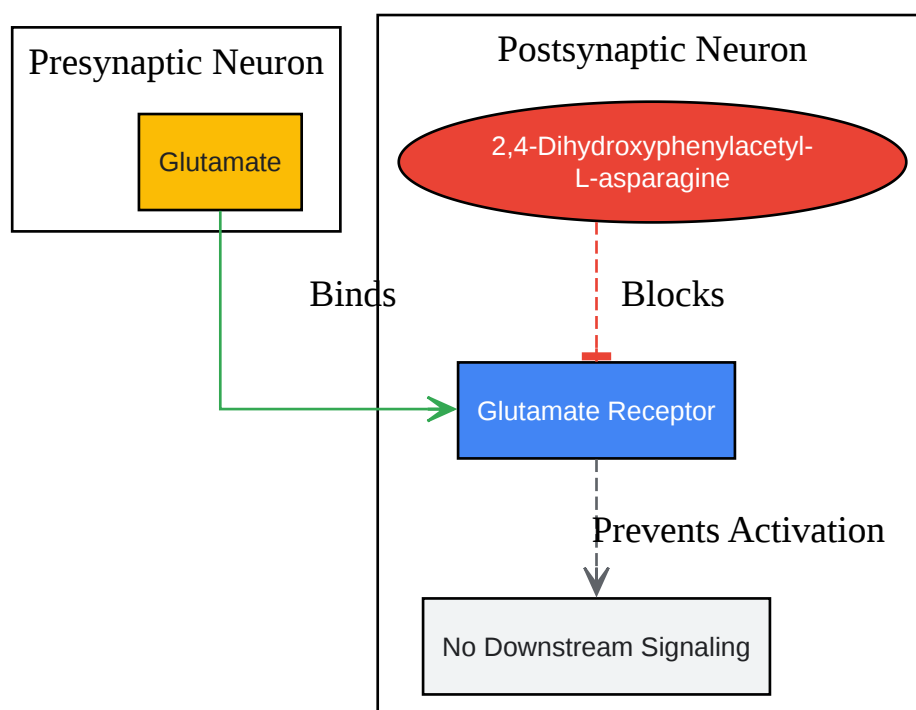 Presynaptic Neuron
Glutamate
Postsynaptic Neuron
2,4-Dihydroxyphenylacetyl-
L-asparagine
Binds
Blocks
Glutamate Receptor
Prevents Activation
No Downstream Signaling